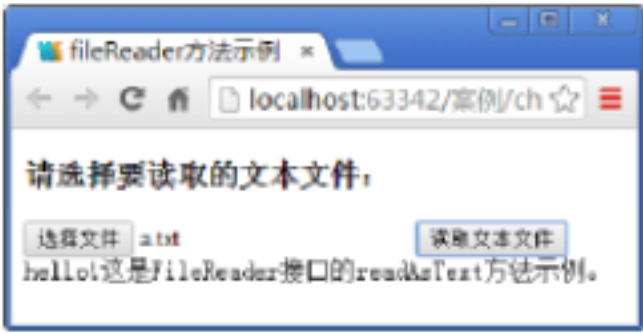 fileReader方法示例
localhost:63342/案例/ch
请选择要读取的文本文件：
选择文件 a.txt 读取文本文件
hello!这是FileReader接口的readAsText方法示例。